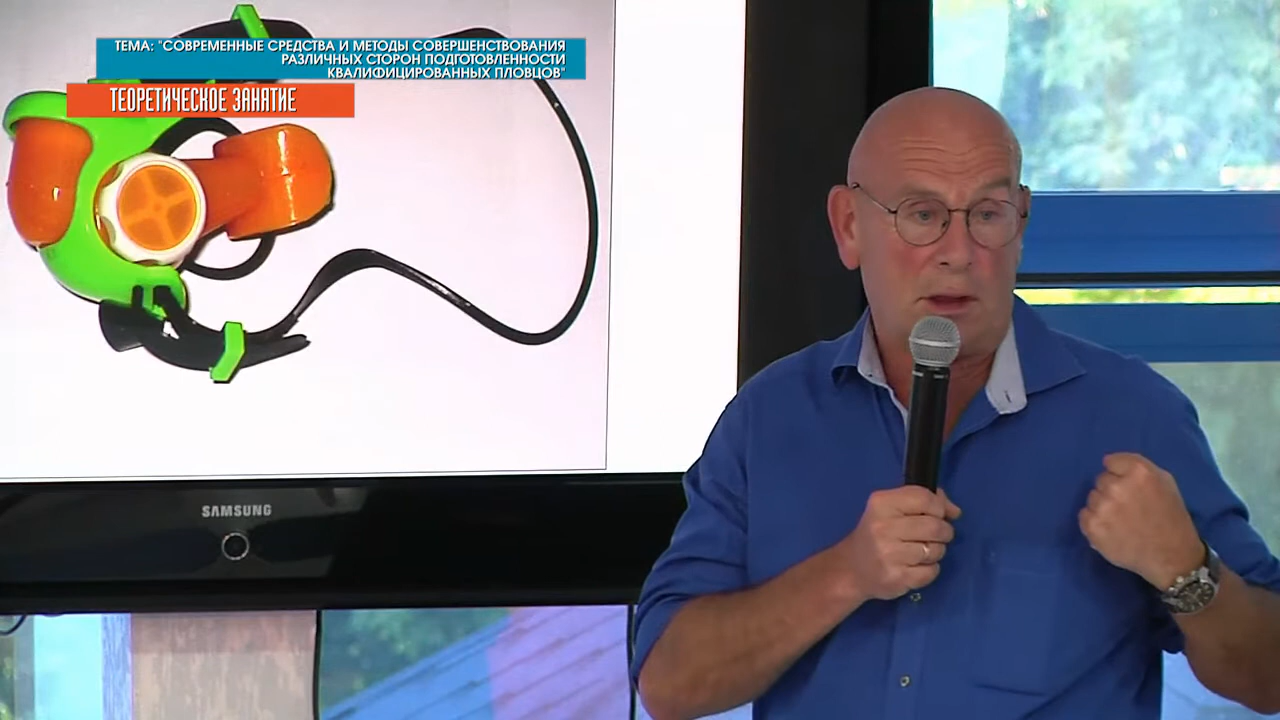 ТЕМА: "СОВРЕМЕННЫЕ СРЕДСТВА И МЕТОДЫ СОВЕРШЕНСТВОВАНИЯ
РАЗЛИЧНЫХ СТОРОН ПОДГОТОВЛЕННОСТИ
КВАЛИФИЦИРОВАННЫХ ПЛОВЦОВ"
ТЕОРЕТИЧЕСКОЕ ЗАНЯТИЕ
SAMSUNG